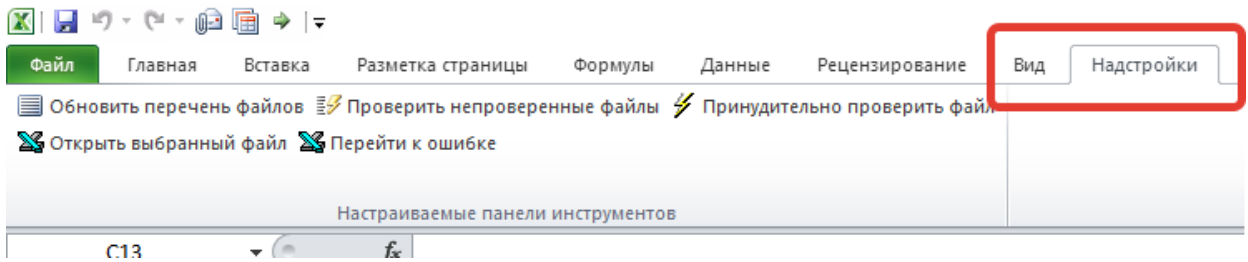 Файл Главная Вставка Разметка страницы Формулы Данные Рецензирование Вид Надстройки
Обновить перечень файлов Проверить непроверенные файлы Принудительно проверить файл
Открыть выбранный файл Перейти к ошибке
Настраиваемые панели инструментов
C13 fx